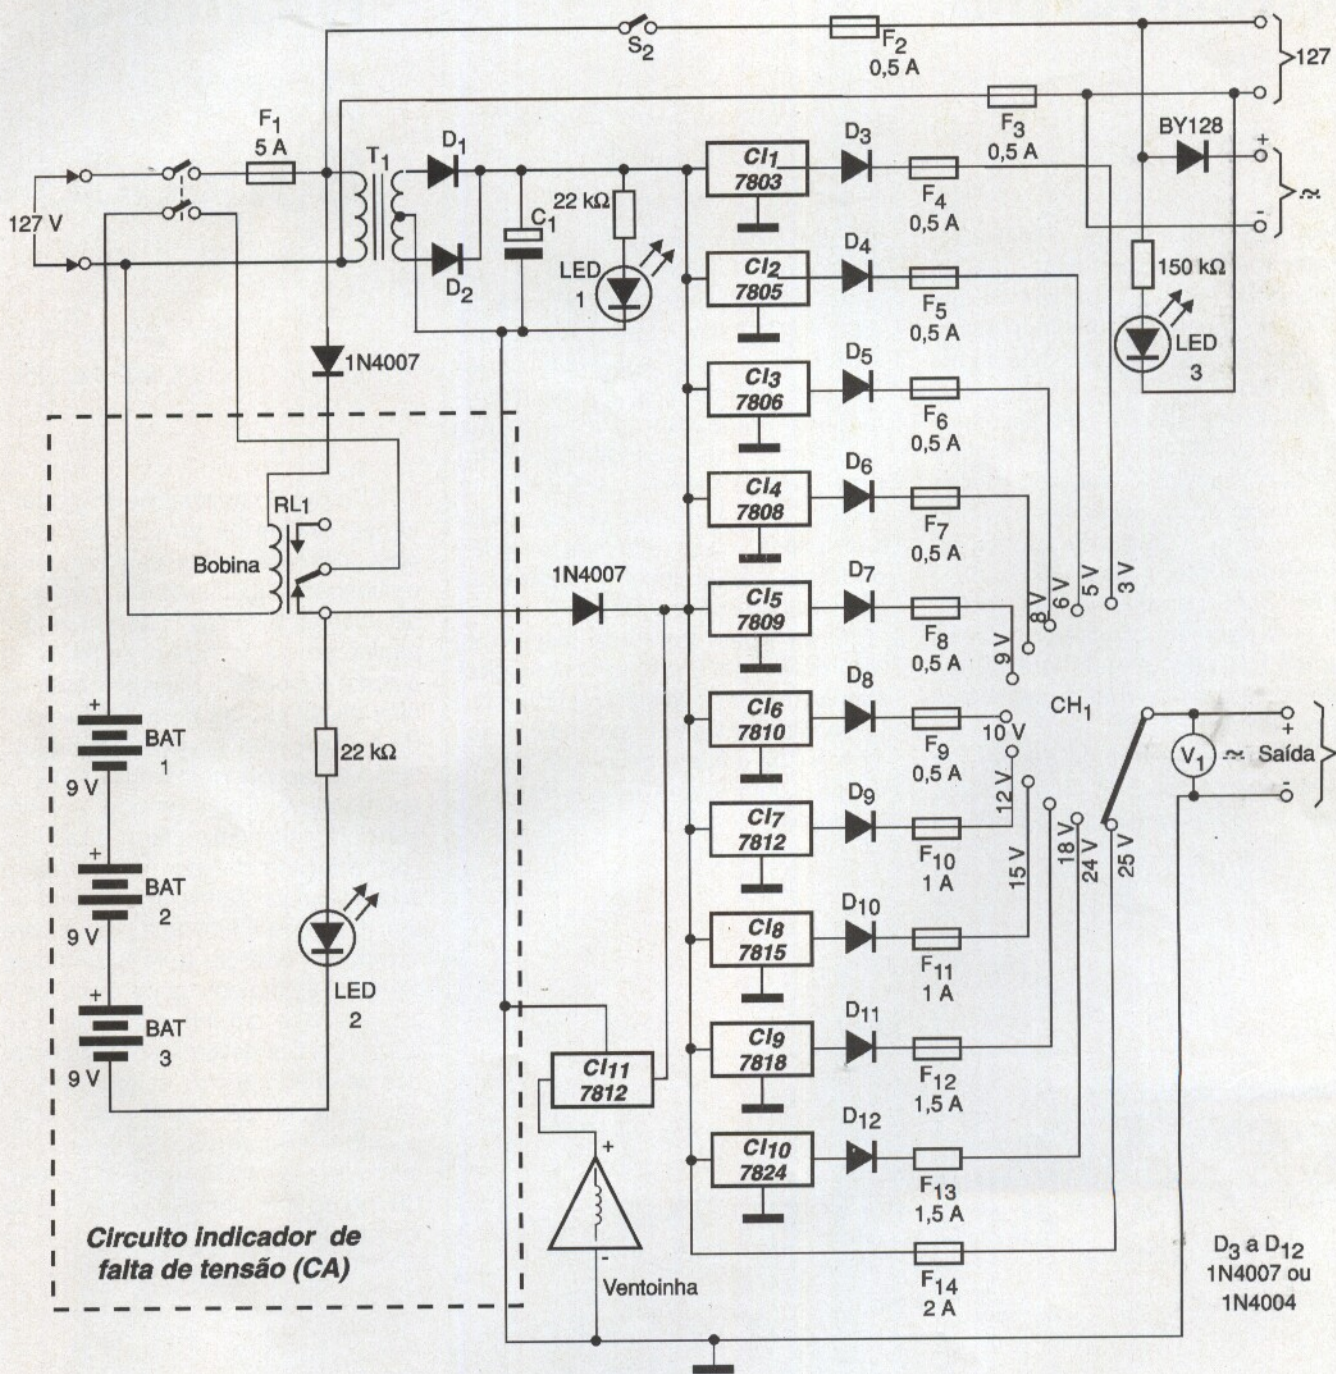 S2
F2
0,5 A
127
F3
0,5 A
BY128
+
-
F1
5 A
127 V
T1
D1
D2
C1
22 kΩ
LED
1
CI1
7803
D3
F4
0,5 A
CI2
7805
D4
F5
0,5 A
150 kΩ
LED
3
1N4007
CI3
7806
D5
F6
0,5 A
CI4
7808
D6
F7
0,5 A
RL1
Bobina
1N4007
CI5
7809
D7
F8
0,5 A
CI6
7810
D8
F9
0,5 A
CI7
7812
D9
F10
1 A
CI8
7815
D10
F11
1 A
CI9
7818
D11
F12
1,5 A
CI10
7824
D12
F13
1,5 A
F14
2 A
3 V
5 V
6 V
8 V
9 V
10 V
12 V
15 V
18 V
24 V
25 V
CH1
V1
Saída
+
-
+
BAT
1
9 V
+
BAT
2
9 V
+
BAT
3
9 V
22 kΩ
LED
2
CI11
7812
+
-
Ventoinha
Circuito indicador de
falta de tensão (CA)
D3 a D12
1N4007 ou
1N4004